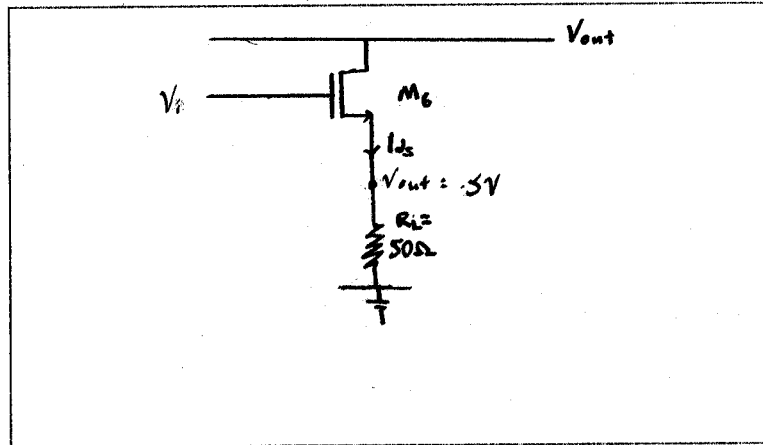 Vout
Vi
M6
Ids
Vout = .5V
RL=
50Ω